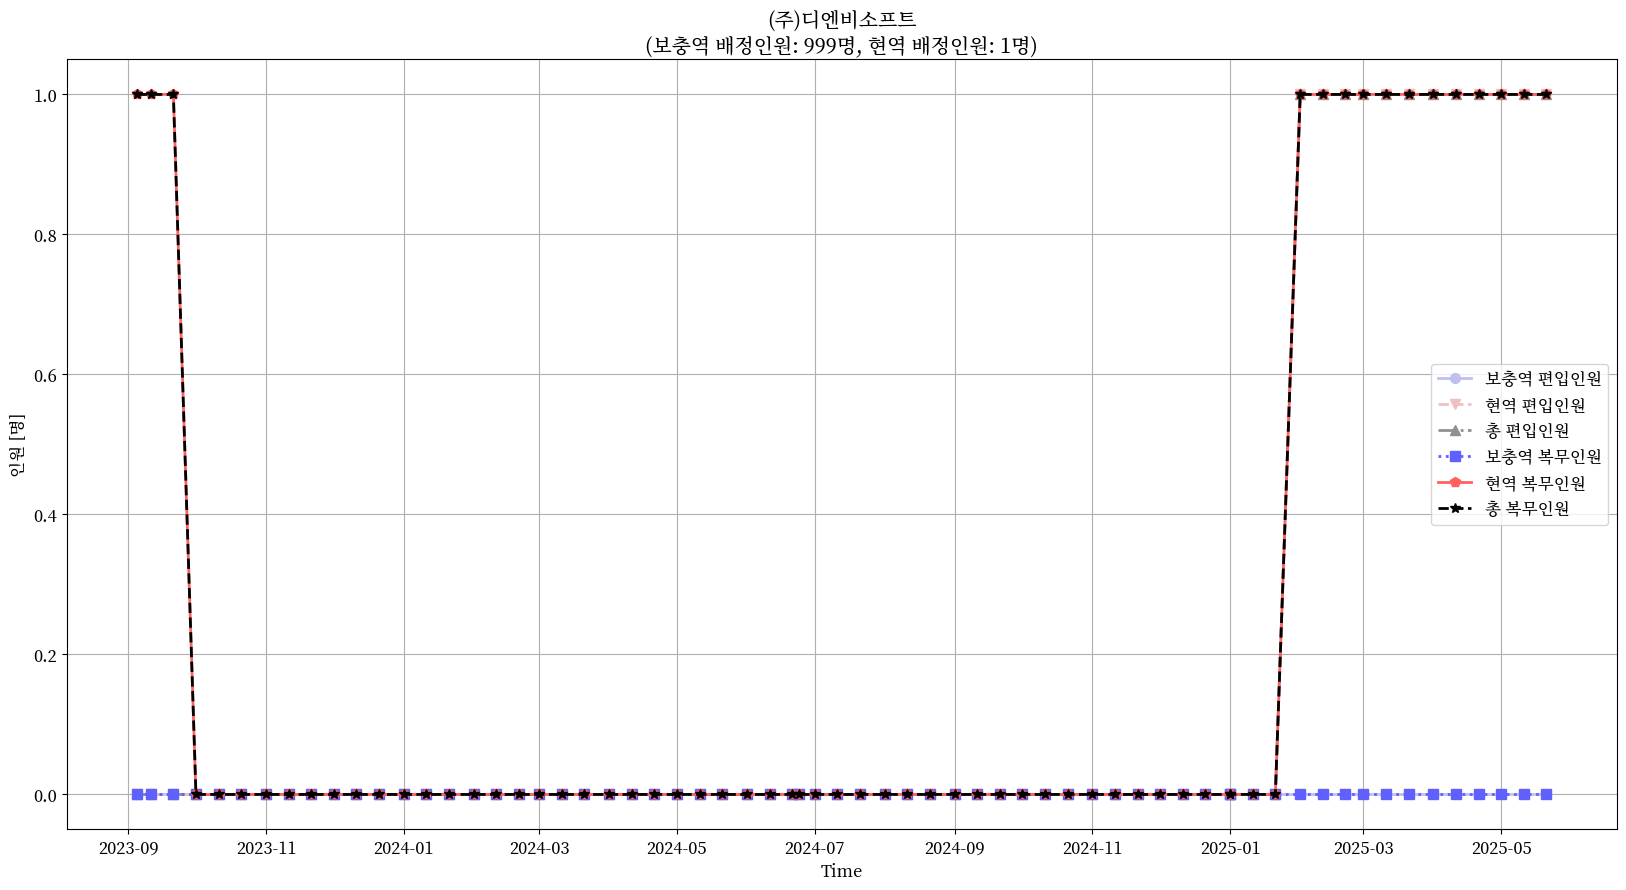 (주)디엔비소프트
(보충역 배정인원: 999명, 현역 배정인원: 1명)
인원 [명]
1.0
0.8
0.6
0.4
0.2
0.0
보충역 편입인원
현역 편입인원
총 편입인원
보충역 복무인원
현역 복무인원
총 복무인원
2023-09 2023-11 2024-01 2024-03 2024-05 2024-07 2024-09 2024-11 2025-01 2025-03 2025-05
Time